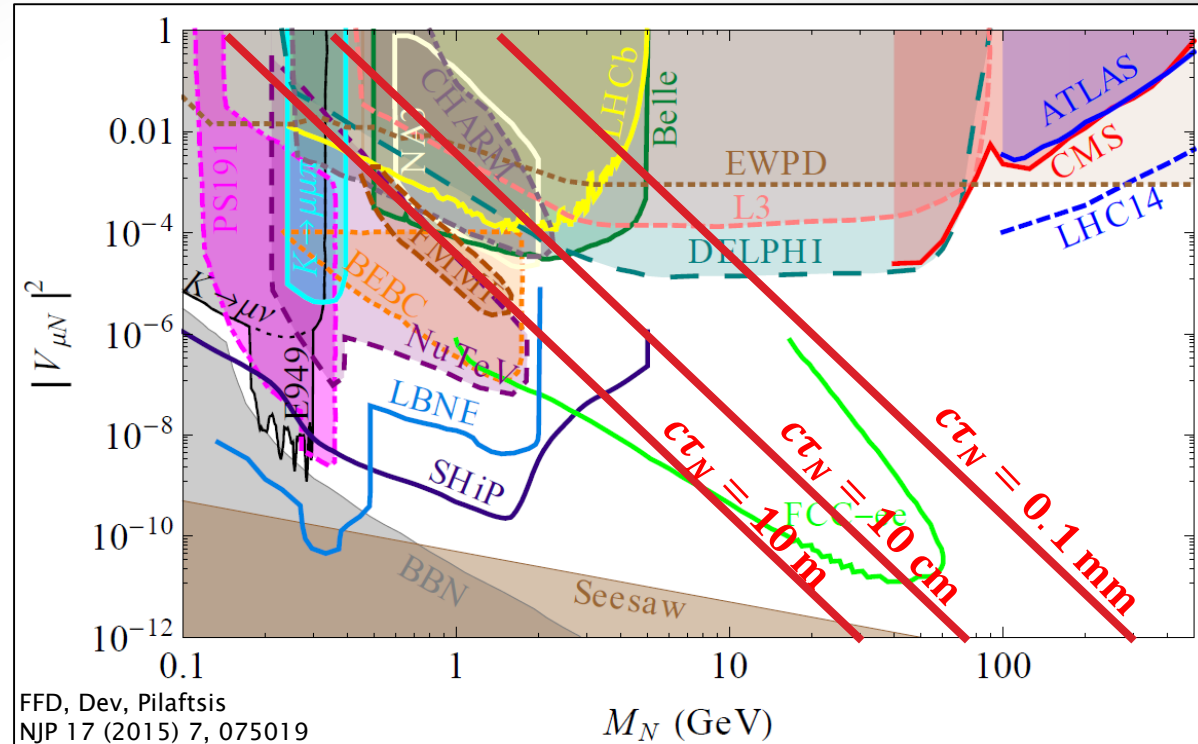 1
0.01
10⁻⁴
10⁻⁶
10⁻⁸
10⁻¹⁰
10⁻¹²
|V_μN|²
PS191
K→μμπ
NA3
CHARM
LHCb
Belle
EWPD
L3
DELPHI
ATLAS
CMS
LHC14
K→μν
BEBC
FMMF
NuTeV
E949
LBNE
SHiP
FCC-ee
BBN
Seesaw
cτ_N = 10 m
cτ_N = 10 cm
cτ_N = 0.1 mm
0.1 1 10 100
M_N (GeV)
FFD, Dev, Pilaftsis
NJP 17 (2015) 7, 075019